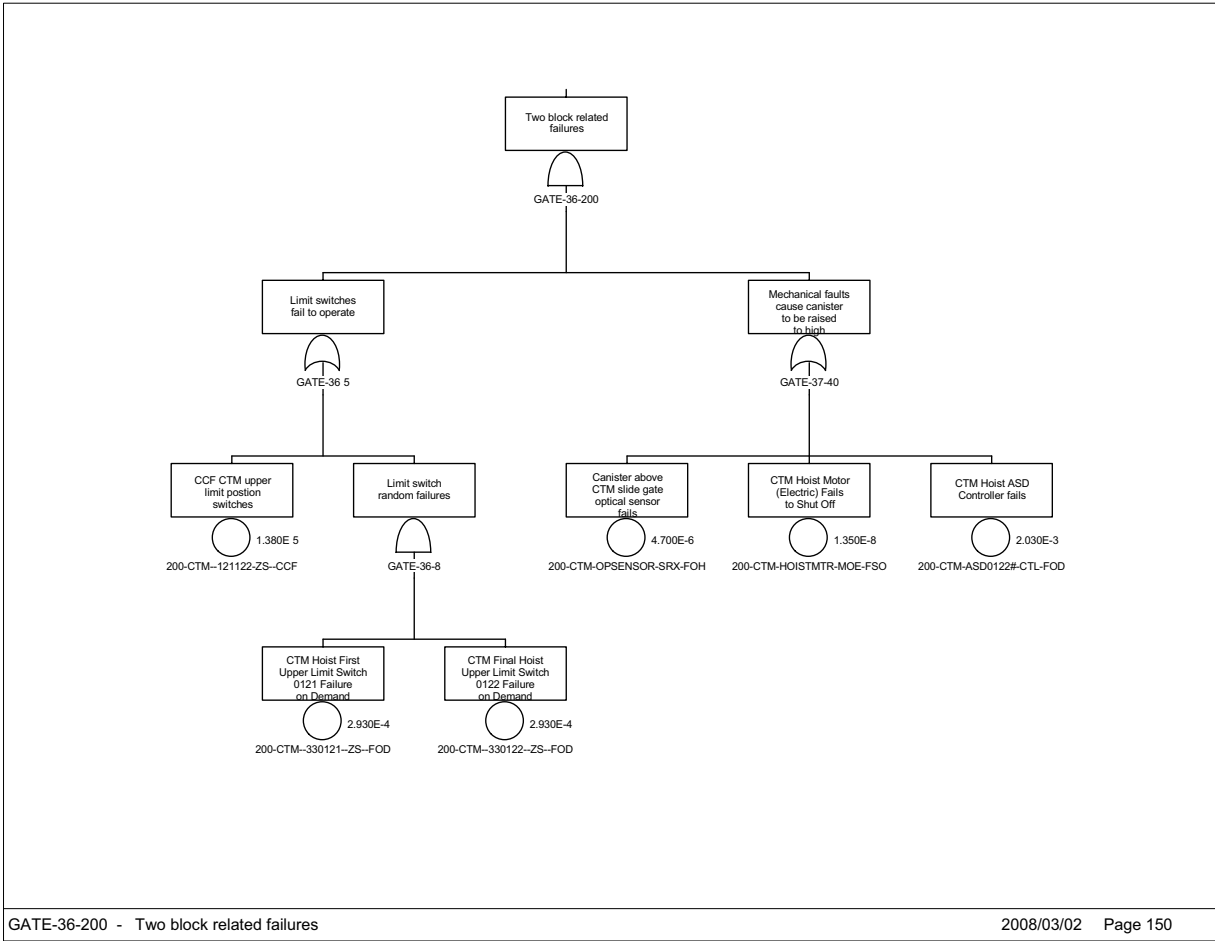 Two block related
failures
GATE-36-200
Limit switches
fail to operate
GATE-36 5
Mechanical faults
cause canister
to be raised
to high
GATE-37-40
CCF CTM upper
limit postion
switches
1.380E 5
200-CTM--121122-ZS--CCF
Limit switch
random failures
GATE-36-8
Canister above
CTM slide gate
optical sensor
fails
4.700E-6
200-CTM-OPSENSOR-SRX-FOH
CTM Hoist Motor
(Electric) Fails
to Shut Off
1.350E-8
200-CTM-HOISTMTR-MOE-FSO
CTM Hoist ASD
Controller fails
2.030E-3
200-CTM-ASD0122#-CTL-FOD
CTM Hoist First
Upper Limit Switch
0121 Failure
on Demand
2.930E-4
200-CTM--330121--ZS--FOD
CTM Final Hoist
Upper Limit Switch
0122 Failure
on Demand
2.930E-4
200-CTM--330122--ZS--FOD
GATE-36-200 - Two block related failures
2008/03/02 Page 150